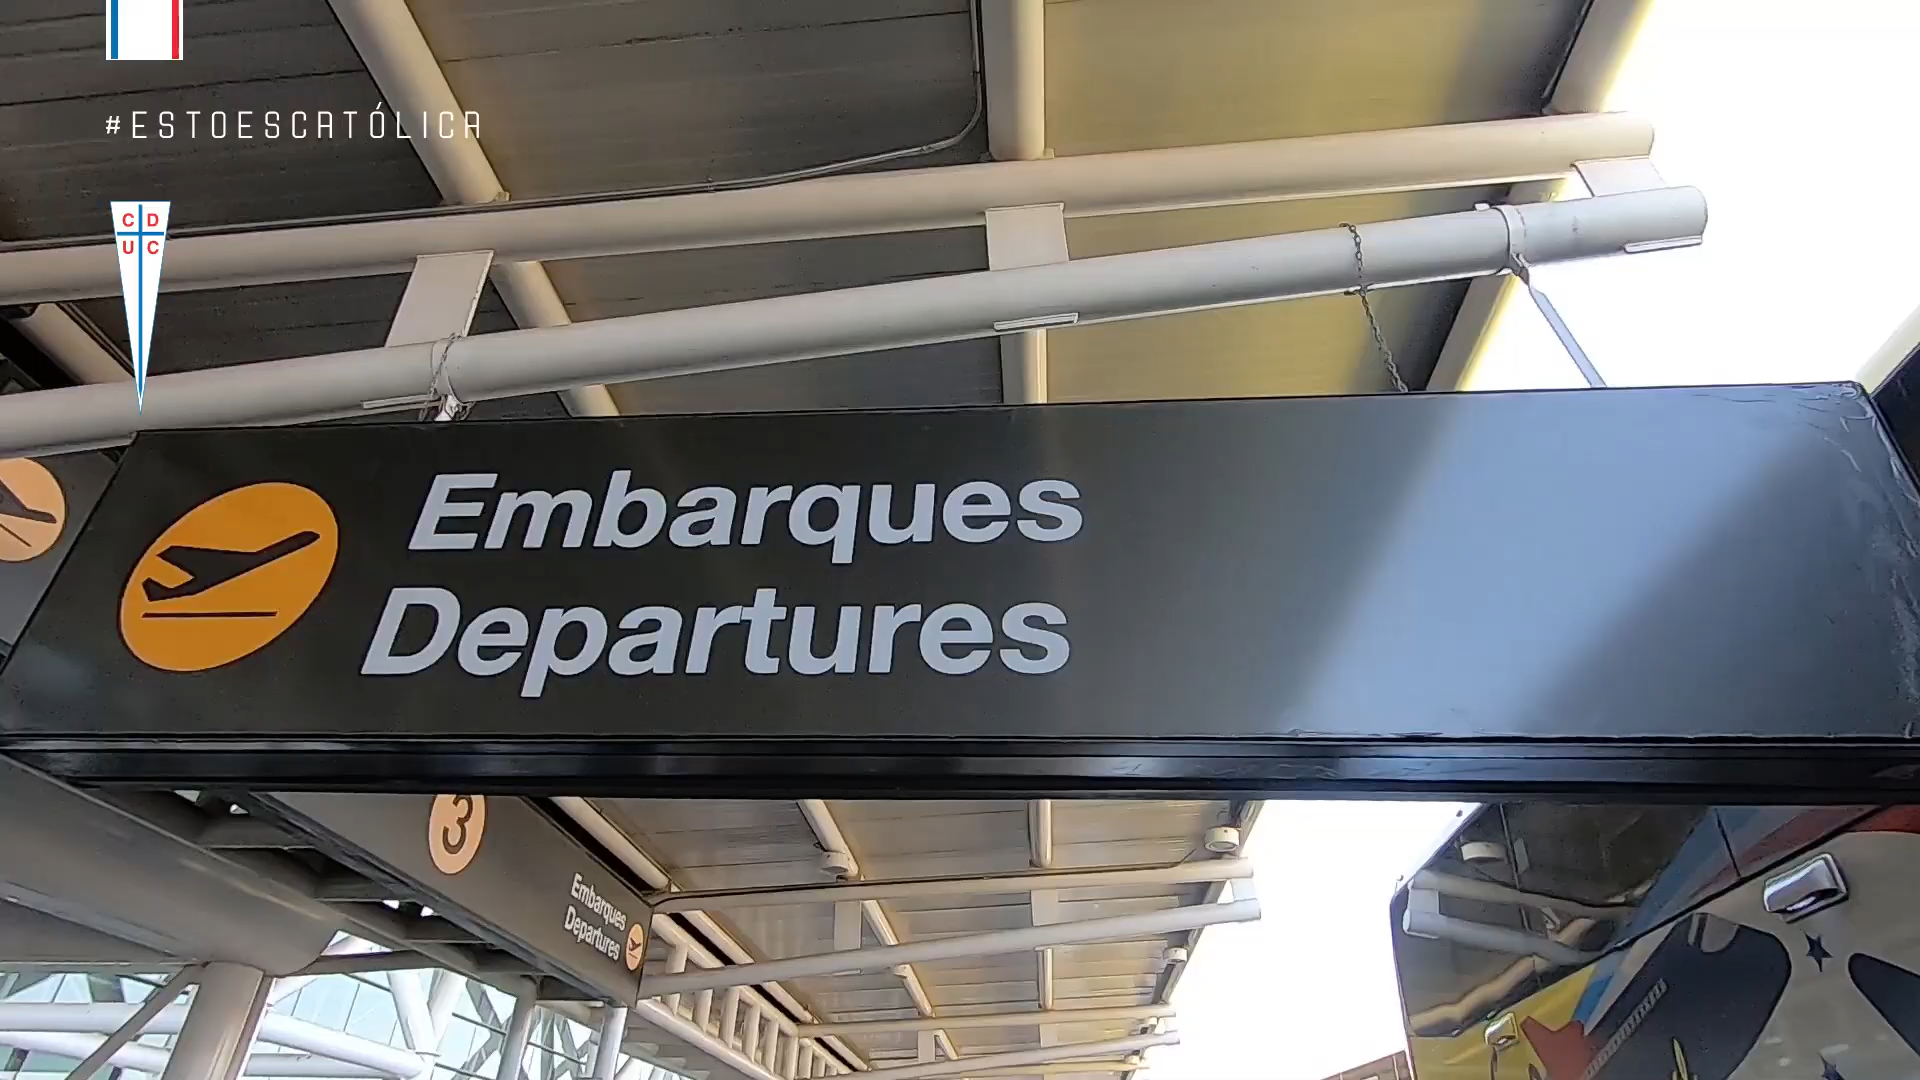 #ESTOESCATÓLICA
C D
U C
Embarques
Departures
3
Embarques
Departures